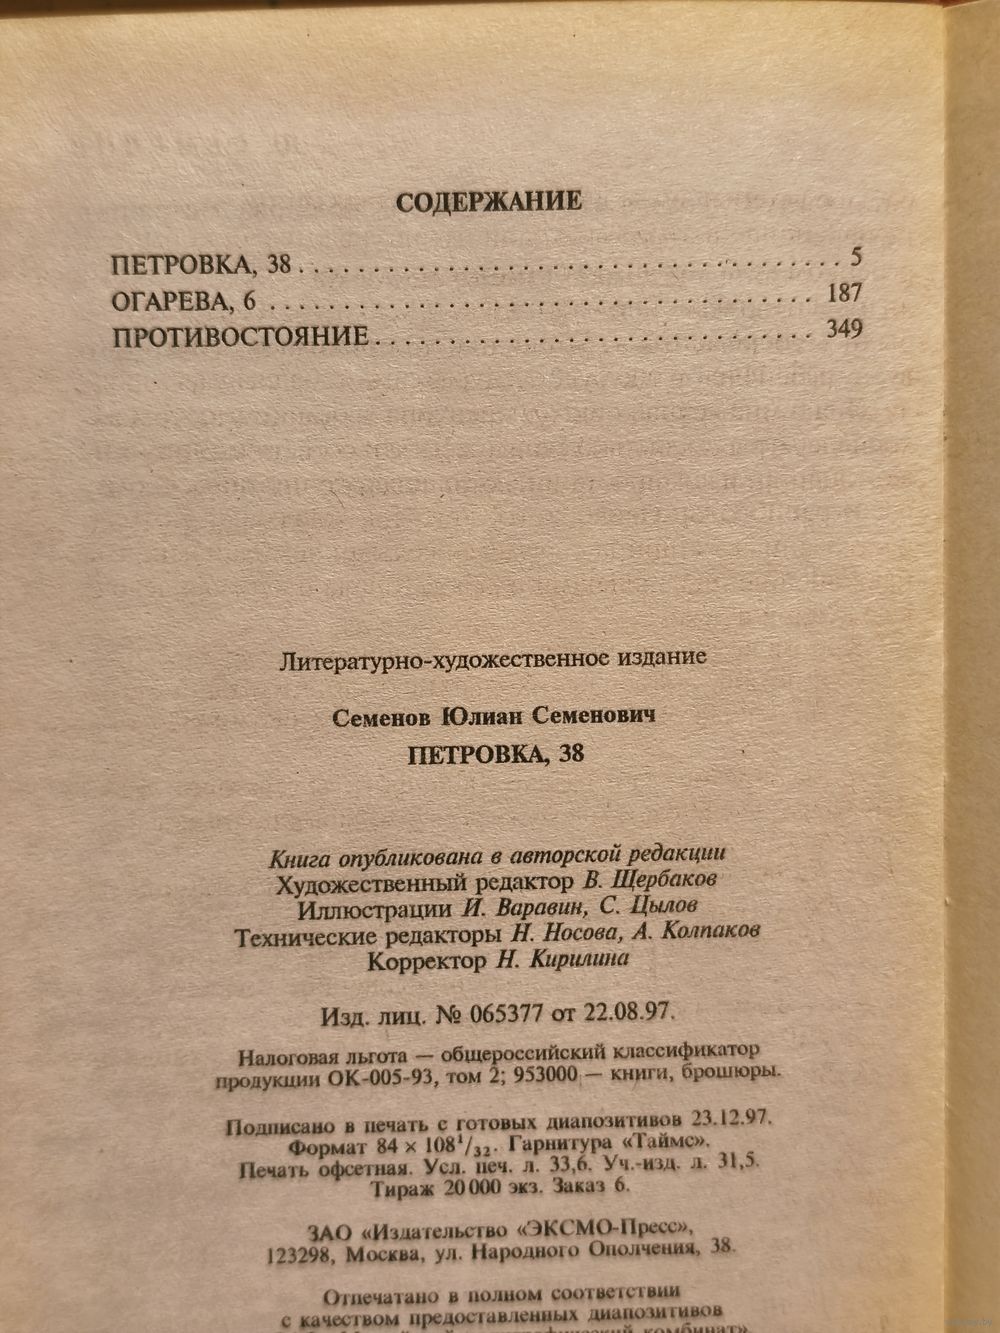 СОДЕРЖАНИЕ
ПЕТРОВКА, 38 . . . . . . . . . . . . . . . . . . . . . . . . . . . . . . 5
ОГАРЕВА, 6 . . . . . . . . . . . . . . . . . . . . . . . . . . . . . . 187
ПРОТИВОСТОЯНИЕ . . . . . . . . . . . . . . . . . . . . . . . . 349
Литературно-художественное издание
Семенов Юлиан Семенович
ПЕТРОВКА, 38
Книга опубликована в авторской редакции
Художественный редактор В. Щербаков
Иллюстрации И. Варавин, С. Цылов
Технические редакторы Н. Носова, А. Колпаков
Корректор Н. Кирилина
Изд. лиц. № 065377 от 22.08.97.
Налоговая льгота — общероссийский классификатор
продукции ОК-005-93, том 2; 953000 — книги, брошюры.
Подписано в печать с готовых диапозитивов 23.12.97.
Формат 84 × 108¹/₃₂. Гарнитура «Таймс».
Печать офсетная. Усл. печ. л. 33,6. Уч.-изд. л. 31,5.
Тираж 20 000 экз. Заказ 6.
ЗАО «Издательство «ЭКСМО-Пресс»,
123298, Москва, ул. Народного Ополчения, 38.
Отпечатано в полном соответствии
с качеством предоставленных диапозитивов
комбинат»